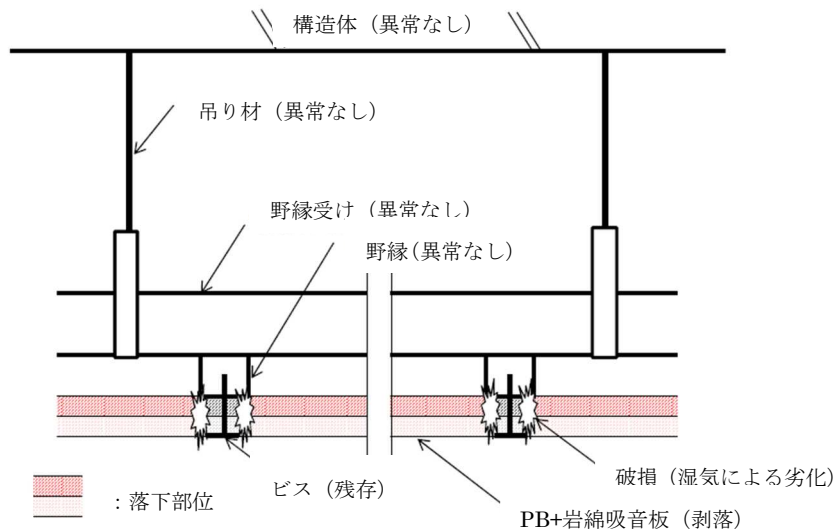 構造体（異常なし）
吊り材（異常なし）
野縁受け（異常なし）
野縁（異常なし）
破損（湿気による劣化）
ビス（残存）
：落下部位
PB+岩綿吸音板（剥落）